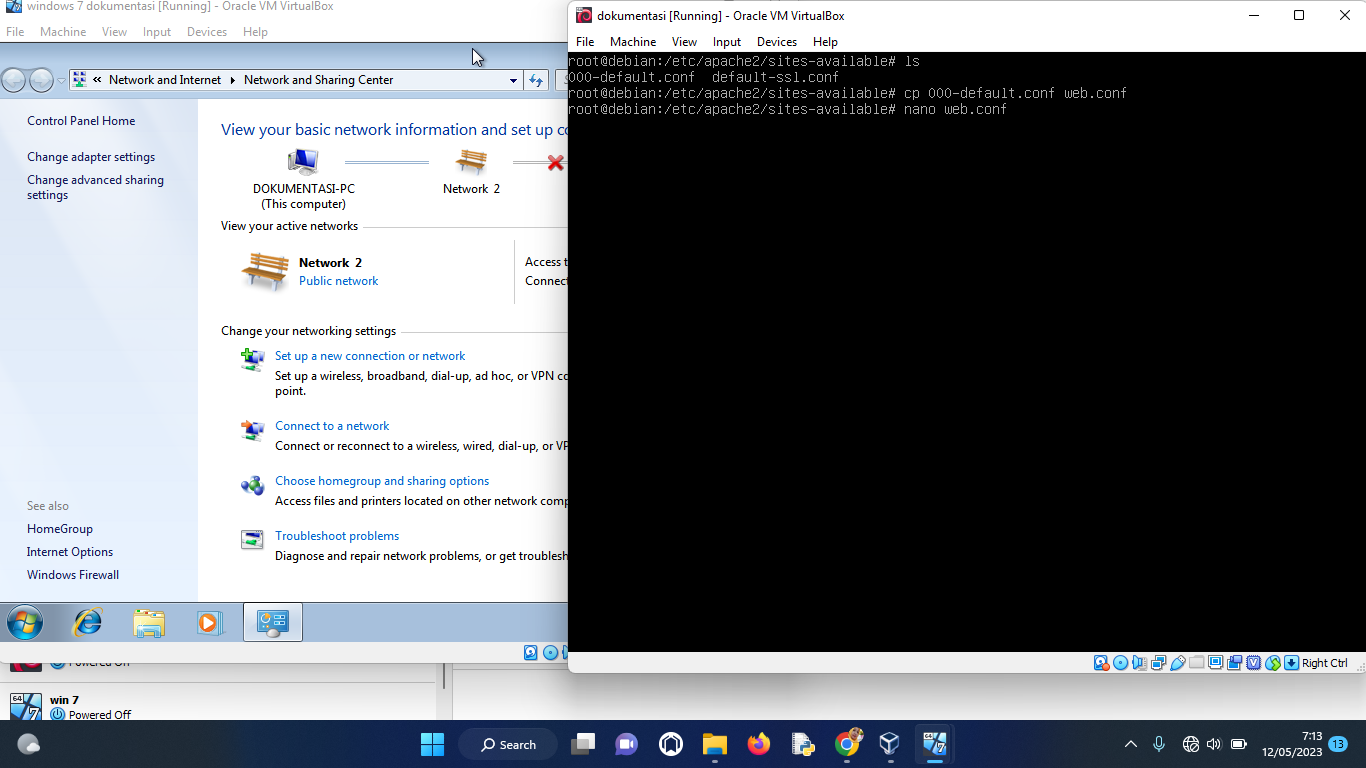 windows 7 dokumentasi [Running] - Oracle VM VirtualBox
File Machine View Input Devices Help
« Network and Internet Network and Sharing Center
Control Panel Home
Change adapter settings
Change advanced sharing
settings
See also
HomeGroup
Internet Options
Windows Firewall
View your basic network information and set up co
DOKUMENTASI-PC
(This computer)
Network 2
View your active networks
Network 2
Public network
Access t
Connect
Change your networking settings
Set up a new connection or network
Set up a wireless, broadband, dial-up, ad hoc, or VPN co
point.
Connect to a network
Connect or reconnect to a wireless, wired, dial-up, or VP
Choose homegroup and sharing options
Access files and printers located on other network comp
Troubleshoot problems
Diagnose and repair network problems, or get troublesh
dokumentasi [Running] - Oracle VM VirtualBox
File Machine View Input Devices Help
root@debian:/etc/apache2/sites-available# ls
000-default.conf default-ssl.conf
root@debian:/etc/apache2/sites-available# cp 000-default.conf web.conf
root@debian:/etc/apache2/sites-available# nano web.conf
Right Ctrl
Powered Off
64
7
win 7
Powered Off
Search
64
7
7:13
12/05/2023
13